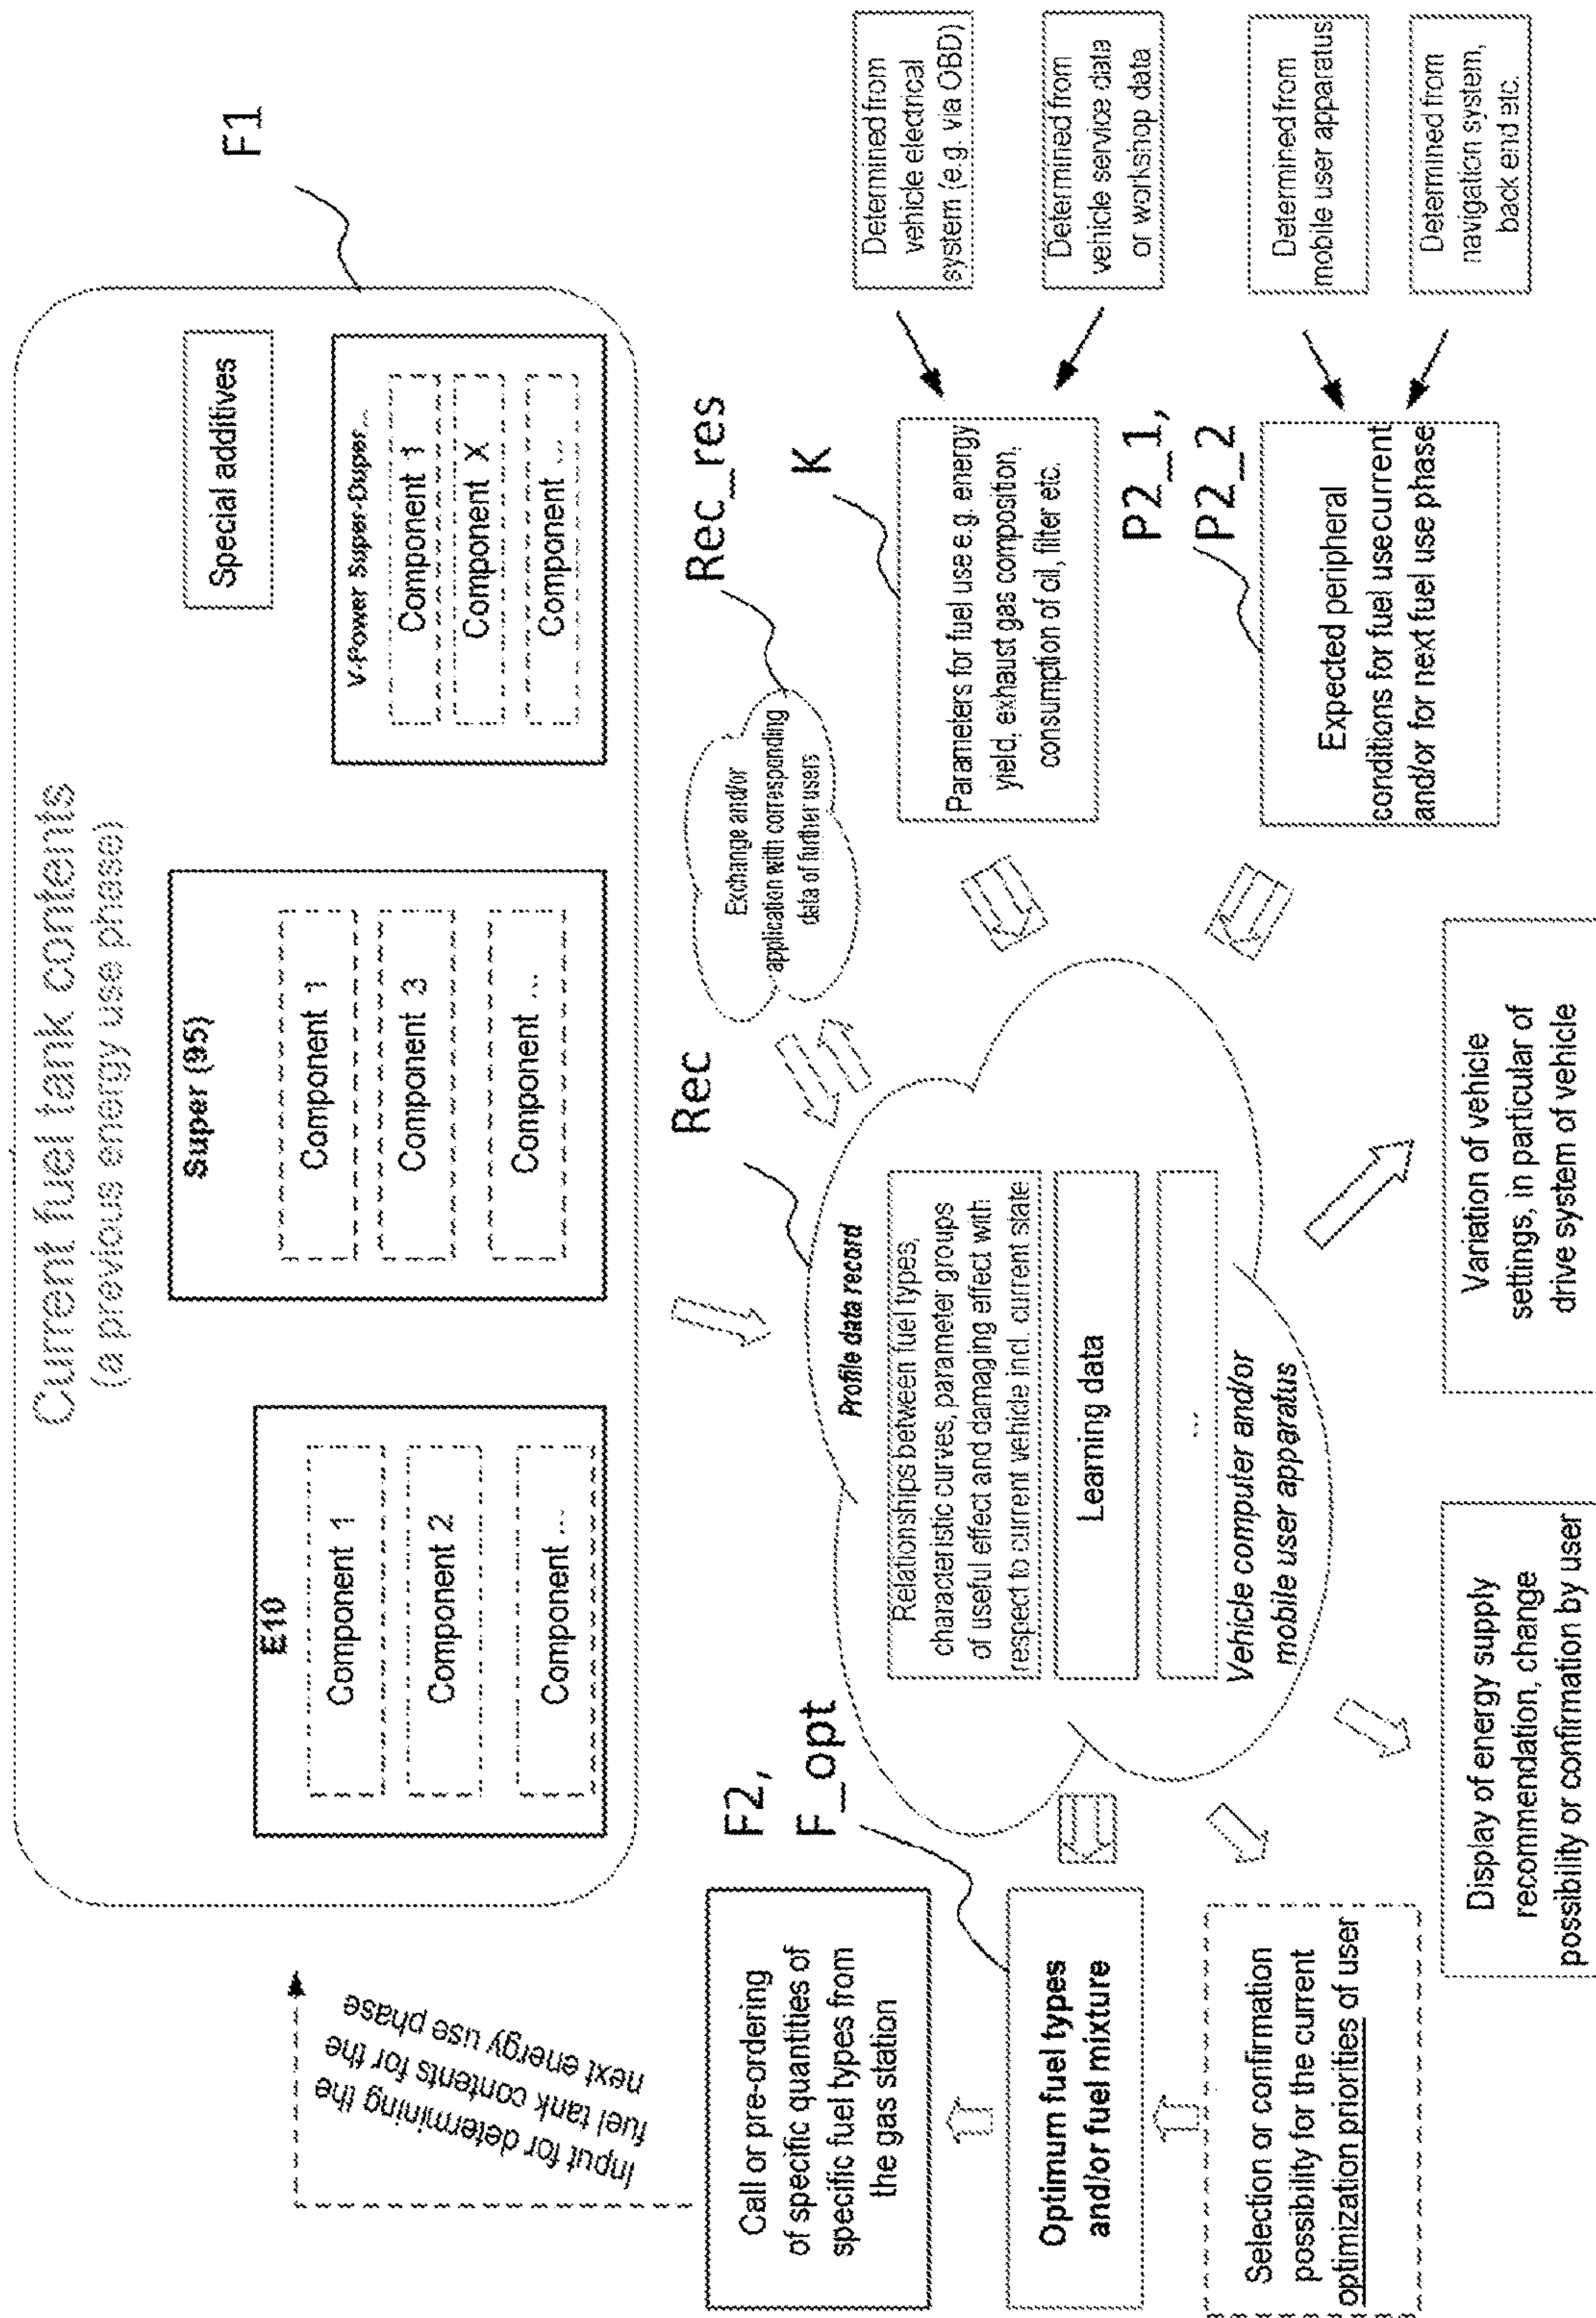 Current fuel tank contents
(a previous energy use phase)
F1
E10
Component 1
Component 2
Component ...
Super (95)
Component 1
Component 3
Component ...
Special additives
V-Power Super-Duper...
Component 1
Component X
Component ...
Input for determining the
fuel tank contents for the
next energy use phase
Call or pre-ordering
of specific quantities of
specific fuel types from
the gas station
F2,
F_opt
Optimum fuel types
and/or fuel mixture
Selection or confirmation
possibility for the current
optimization priorities of user
Rec
Profile data record
Relationships between fuel types,
characteristic curves, parameter groups
of useful effect and damaging effect with
respect to current vehicle incl. current state
Learning data
...
Vehicle computer and/or
mobile user apparatus
Rec_res
Exchange and/or
application with corresponding
data of further users
K
Parameters for fuel use e.g. energy
yield, exhaust gas composition,
consumption of oil, filter etc.
P2_1,
P2_2
Expected peripheral
conditions for fuel usecurrent
and/or for next fuel use phase
Determined from
vehicle electrical
system (e.g. via OBD)
Determined from
vehicle service data
or workshop data
Determined from
mobile user apparatus
Determined from
navigation system,
back end etc.
Display of energy supply
recommendation, change
possibility or confirmation by user
Variation of vehicle
settings, in particular of
drive system of vehicle